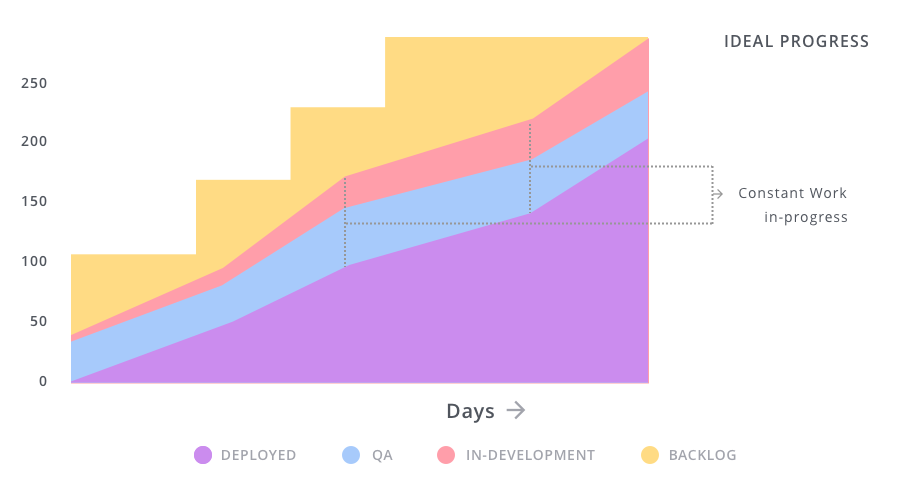 IDEAL PROGRESS
250
200
150
100
50
0
Constant Work
in-progress
Days →
DEPLOYED
QA
IN-DEVELOPMENT
BACKLOG